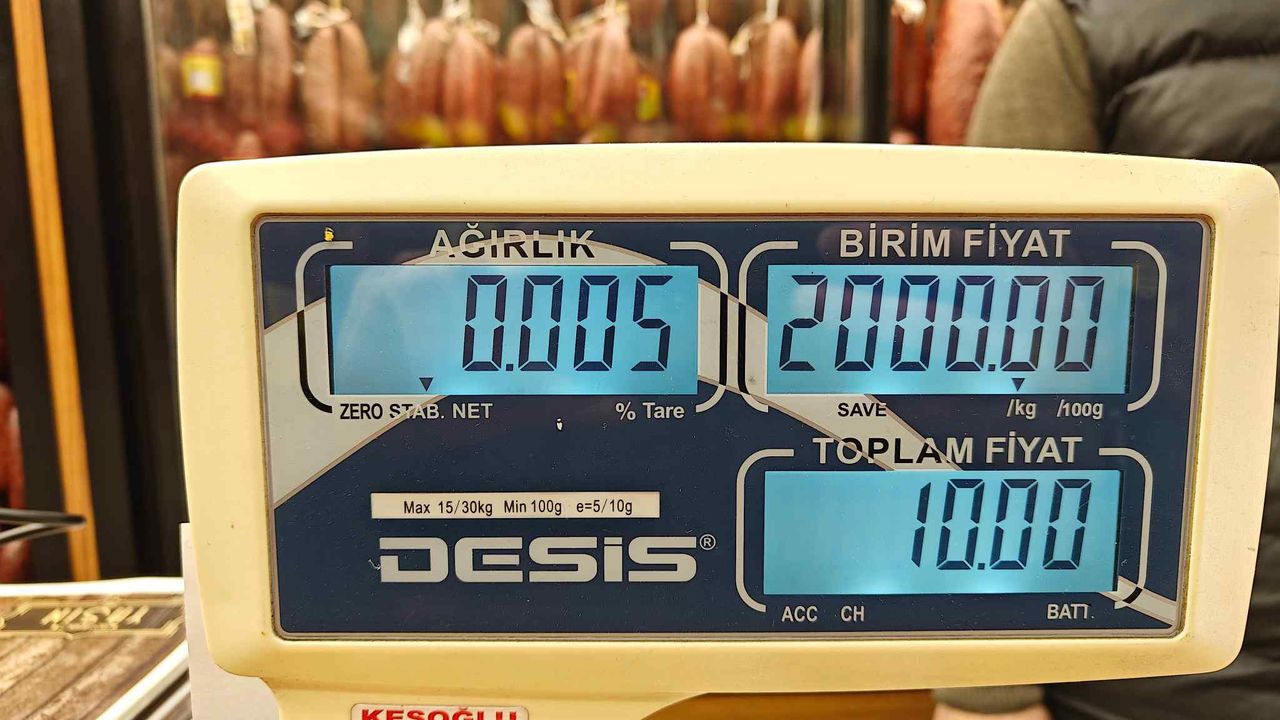 AĞIRLIK
0.005
ZERO STAB. NET % Tare
BİRİM FİYAT
2000.00
SAVE /kg /100g
TOPLAM FİYAT
10.00
ACC CH BATT.
Max 15/30kg Min 100g e=5/10g
DESiS®
KESOĞLU